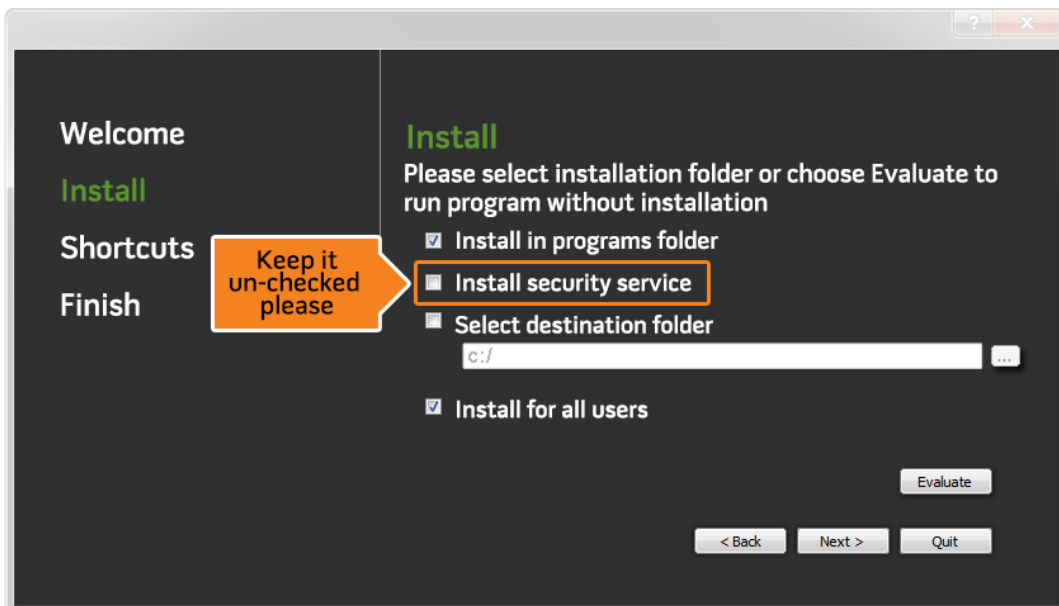 ?
Welcome
Install
Shortcuts
Finish
Install
Please select installation folder or choose Evaluate to
run program without installation
Install in programs folder
Keep it
un-checked
please
Install security service
Select destination folder
c:/
...
Install for all users
Evaluate
< Back
Next >
Quit